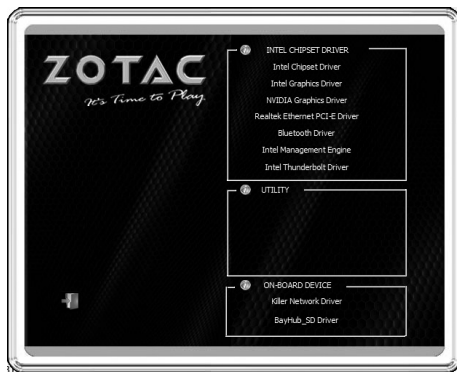 ZOTAC
It's Time to Play
INTEL CHIPSET DRIVER
Intel Chipset Driver
Intel Graphics Driver
NVIDIA Graphics Driver
Realtek Ethernet PCI-E Driver
Bluetooth Driver
Intel Management Engine
Intel Thunderbolt Driver
UTILITY
ON-BOARD DEVICE
Killer Network Driver
BayHub_SD Driver